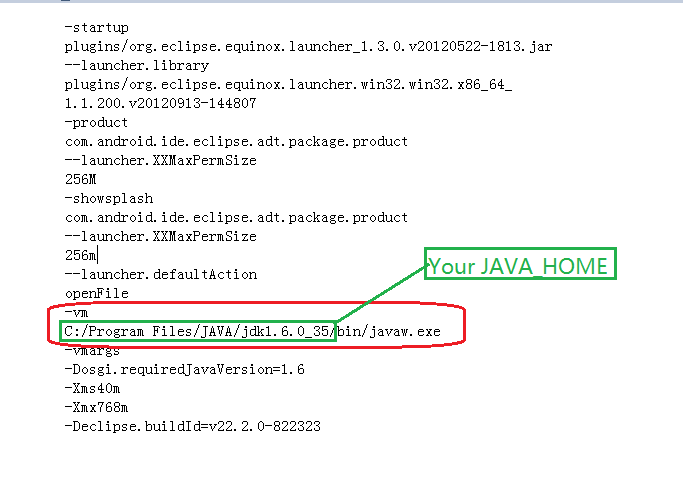 -startup
plugins/org.eclipse.equinox.launcher_1.3.0.v20120522-1813.jar
--launcher.library
plugins/org.eclipse.equinox.launcher.win32.win32.x86_64_
1.1.200.v20120913-144807
-product
com.android.ide.eclipse.adt.package.product
--launcher.XXMaxPermSize
256M
-showsplash
com.android.ide.eclipse.adt.package.product
--launcher.XXMaxPermSize
256m
--launcher.defaultAction
openFile
-vm
C:/Program Files/JAVA/jdk1.6.0_35/bin/javaw.exe
-vmargs
-Dosgi.requiredJavaVersion=1.6
-Xms40m
-Xmx768m
-Declipse.buildId=v22.2.0-822323
Your JAVA_HOME